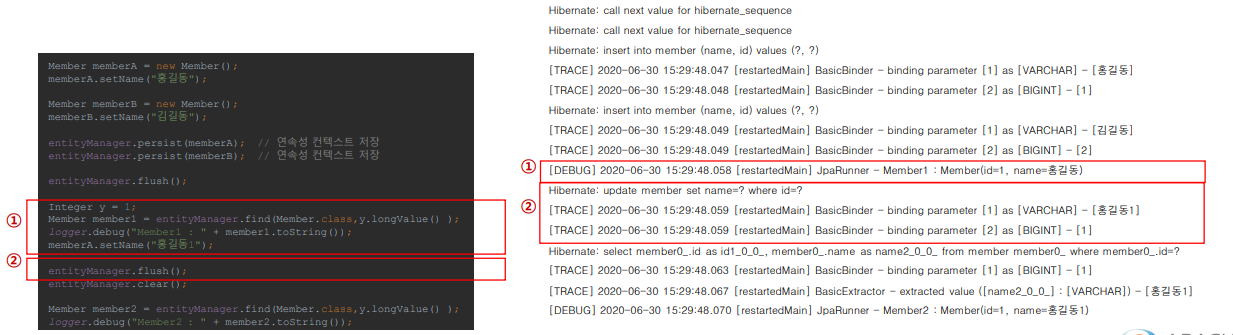 Member memberA = new Member();
memberA.setName("홍길동");
Member memberB = new Member();
memberB.setName("김길동");
entityManager.persist(memberA);  // 연속성 컨텍스트 저장
entityManager.persist(memberB);  // 연속성 컨텍스트 저장
entityManager.flush();
①
Integer y = 1;
Member member1 = entityManager.find(Member.class,y.longValue() );
logger.debug("Member1 : " + member1.toString());
memberA.setName("홍길동1");
②
entityManager.flush();
entityManager.clear();
Member member2 = entityManager.find(Member.class,y.longValue() );
logger.debug("Member2 : " + member2.toString());
Hibernate: call next value for hibernate_sequence
Hibernate: call next value for hibernate_sequence
Hibernate: insert into member (name, id) values (?, ?)
[TRACE] 2020-06-30 15:29:48.047 [restartedMain] BasicBinder - binding parameter [1] as [VARCHAR] - [홍길동]
[TRACE] 2020-06-30 15:29:48.048 [restartedMain] BasicBinder - binding parameter [2] as [BIGINT] - [1]
Hibernate: insert into member (name, id) values (?, ?)
[TRACE] 2020-06-30 15:29:48.049 [restartedMain] BasicBinder - binding parameter [1] as [VARCHAR] - [김길동]
[TRACE] 2020-06-30 15:29:48.049 [restartedMain] BasicBinder - binding parameter [2] as [BIGINT] - [2]
①
[DEBUG] 2020-06-30 15:29:48.058 [restartedMain] JpaRunner - Member1 : Member(id=1, name=홍길동)
②
Hibernate: update member set name=? where id=?
[TRACE] 2020-06-30 15:29:48.059 [restartedMain] BasicBinder - binding parameter [1] as [VARCHAR] - [홍길동1]
[TRACE] 2020-06-30 15:29:48.059 [restartedMain] BasicBinder - binding parameter [2] as [BIGINT] - [1]
Hibernate: select member0_.id as id1_0_0_, member0_.name as name2_0_0_ from member member0_ where member0_.id=?
[TRACE] 2020-06-30 15:29:48.063 [restartedMain] BasicBinder - binding parameter [1] as [BIGINT] - [1]
[TRACE] 2020-06-30 15:29:48.067 [restartedMain] BasicExtractor - extracted value ([name2_0_0_] : [VARCHAR]) - [홍길동1]
[DEBUG] 2020-06-30 15:29:48.070 [restartedMain] JpaRunner - Member2 : Member(id=1, name=홍길동1)